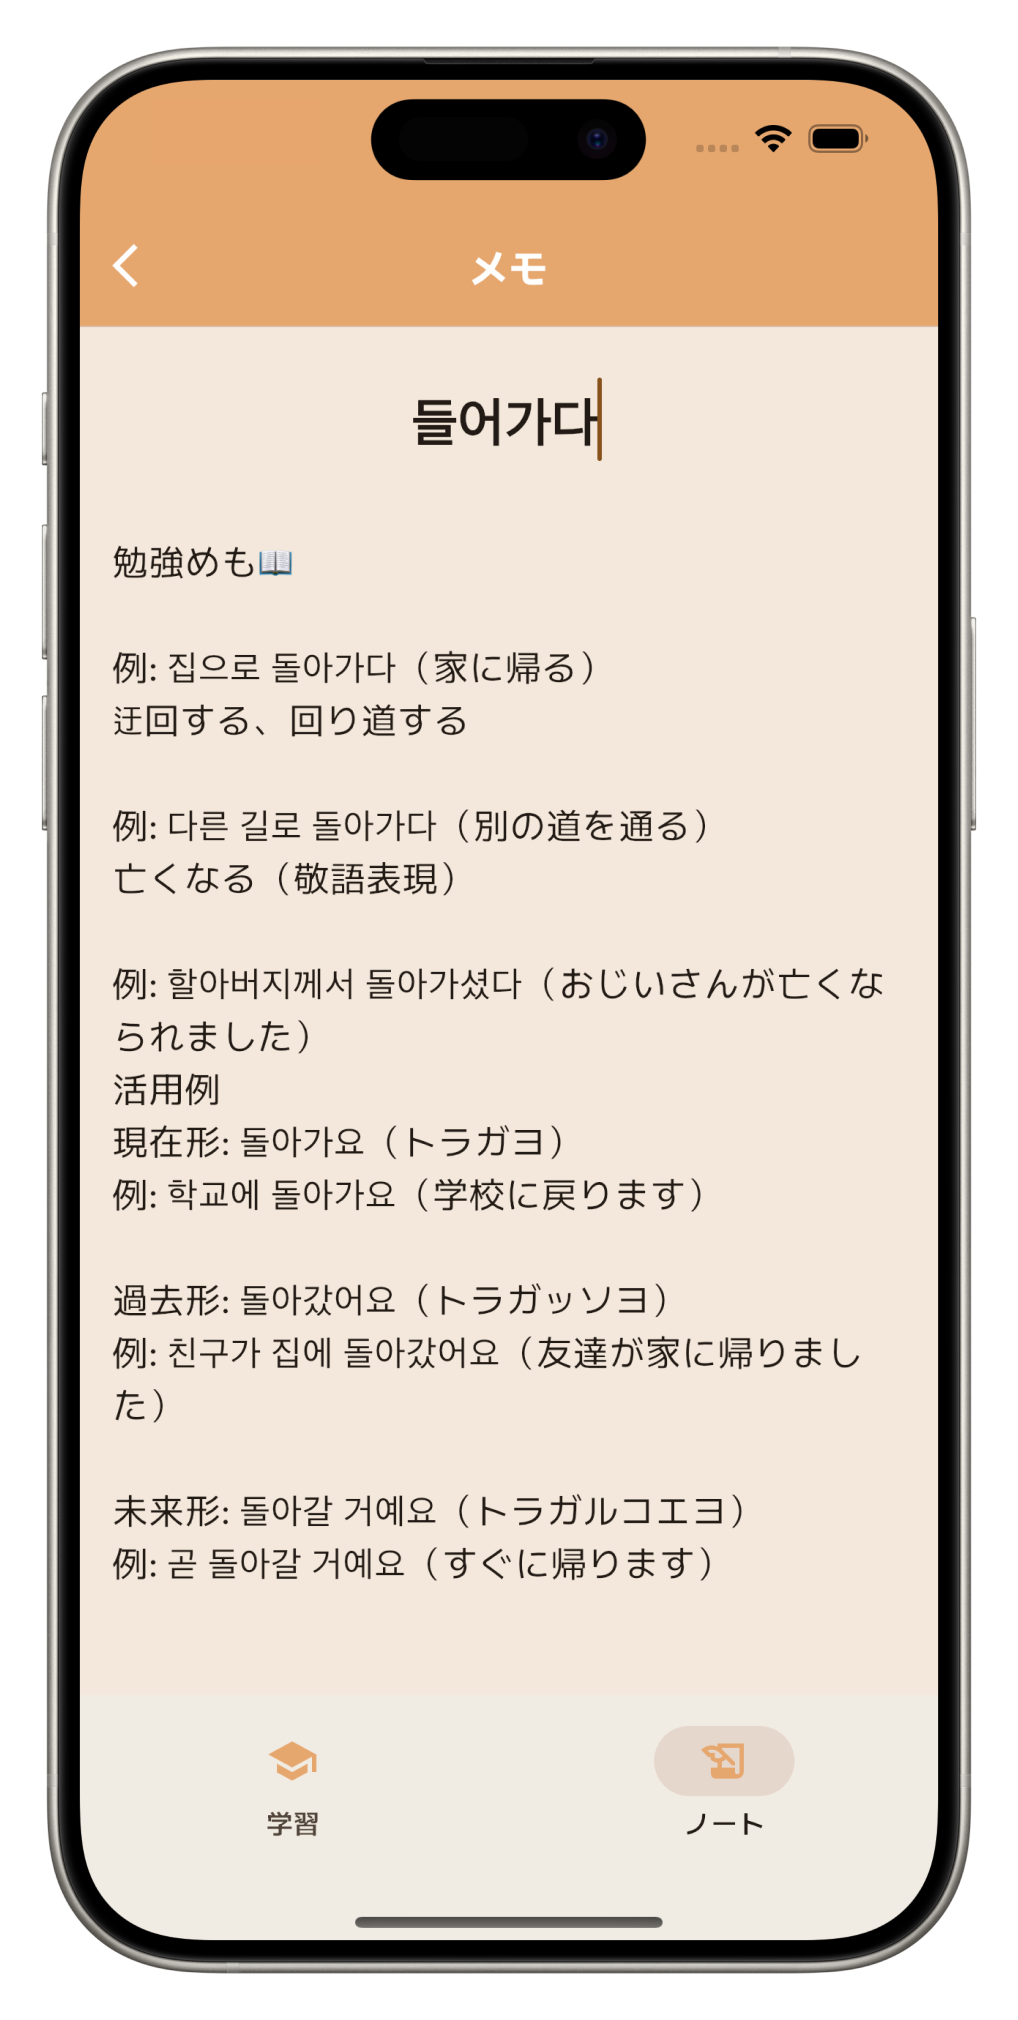 メモ
들어가다
勉強めも📖
例: 집으로 돌아가다（家に帰る）
迂回する、回り道する
例: 다른 길로 돌아가다（別の道を通る）
亡くなる（敬語表現）
例: 할아버지께서 돌아가셨다（おじいさんが亡くな
られました）
活用例
現在形: 돌아가요（トラガヨ）
例: 학교에 돌아가요（学校に戻ります）
過去形: 돌아갔어요（トラガッソヨ）
例: 친구가 집에 돌아갔어요（友達が家に帰りまし
た）
未来形: 돌아갈 거예요（トラガルコエヨ）
例: 곧 돌아갈 거예요（すぐに帰ります）
学習
ノート